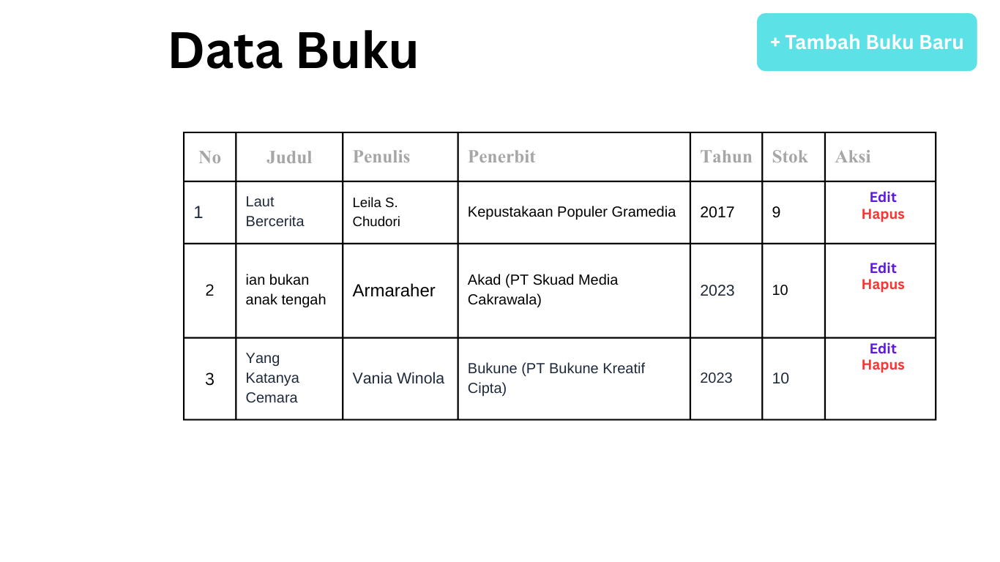 Data Buku
+ Tambah Buku Baru
No Judul Penulis Penerbit Tahun Stok Aksi
1
Laut
Bercerita
Leila S.
Chudori
Kepustakaan Populer Gramedia
2017
9
Edit
Hapus
2
ian bukan
anak tengah
Armaraher
Akad (PT Skuad Media
Cakrawala)
2023
10
Edit
Hapus
3
Yang
Katanya
Cemara
Vania Winola
Bukune (PT Bukune Kreatif
Cipta)
2023
10
Edit
Hapus